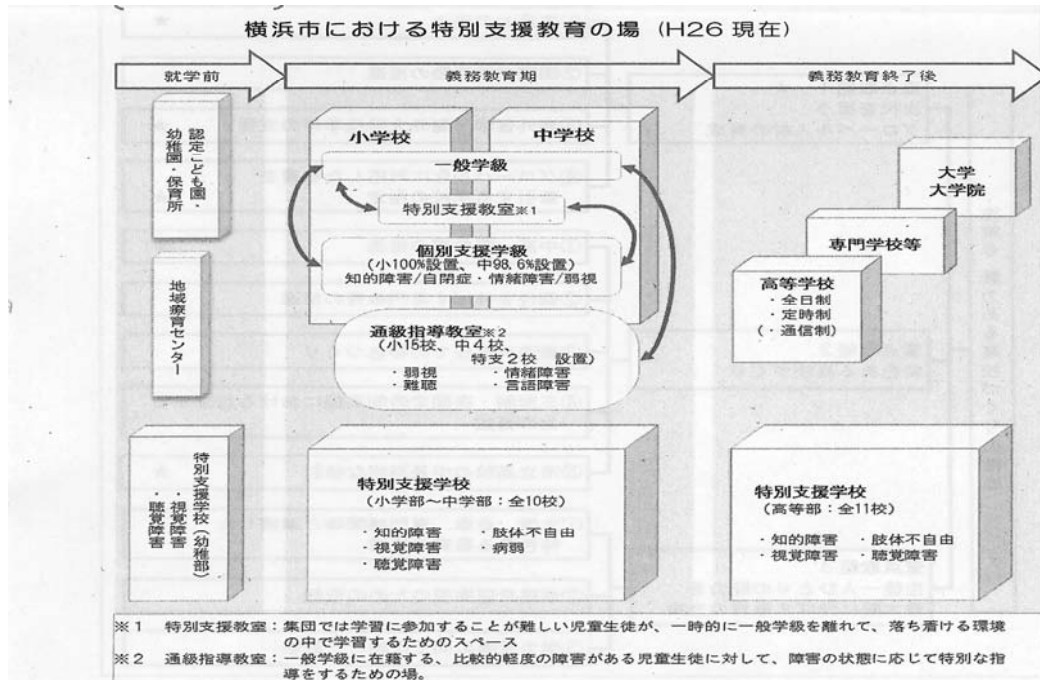 横浜市における特別支援教育の場 (H26 現在)
就学前
義務教育期
義務教育終了後
認定こども園・
幼稚園・保育所
地域療育センター
特別支援学校(幼稚部)
・視覚障害
・聴覚障害
小学校
中学校
一般学級
特別支援教室※1
個別支援学級
(小100%設置、中98.6%設置)
知的障害/自閉症・情緒障害/弱視
通級指導教室※2
(小15校、中4校、
特支2校 設置)
・弱視 ・情緒障害
・難聴 ・言語障害
特別支援学校
(小学部～中学部:全10校)
・知的障害 ・肢体不自由
・視覚障害 ・病弱
・聴覚障害
大学
大学院
専門学校等
高等学校
・全日制
・定時制
(・通信制)
特別支援学校
(高等部:全11校)
・知的障害 ・肢体不自由
・視覚障害 ・聴覚障害
※1 特別支援教室:集団では学習に参加することが難しい児童生徒が、一時的に一般学級を離れて、落ち着ける環境
の中で学習するためのスペース
※2 通級指導教室:一般学級に在籍する、比較的軽度の障害がある児童生徒に対して、障害の状態に応じて特別な指
導をするための場。